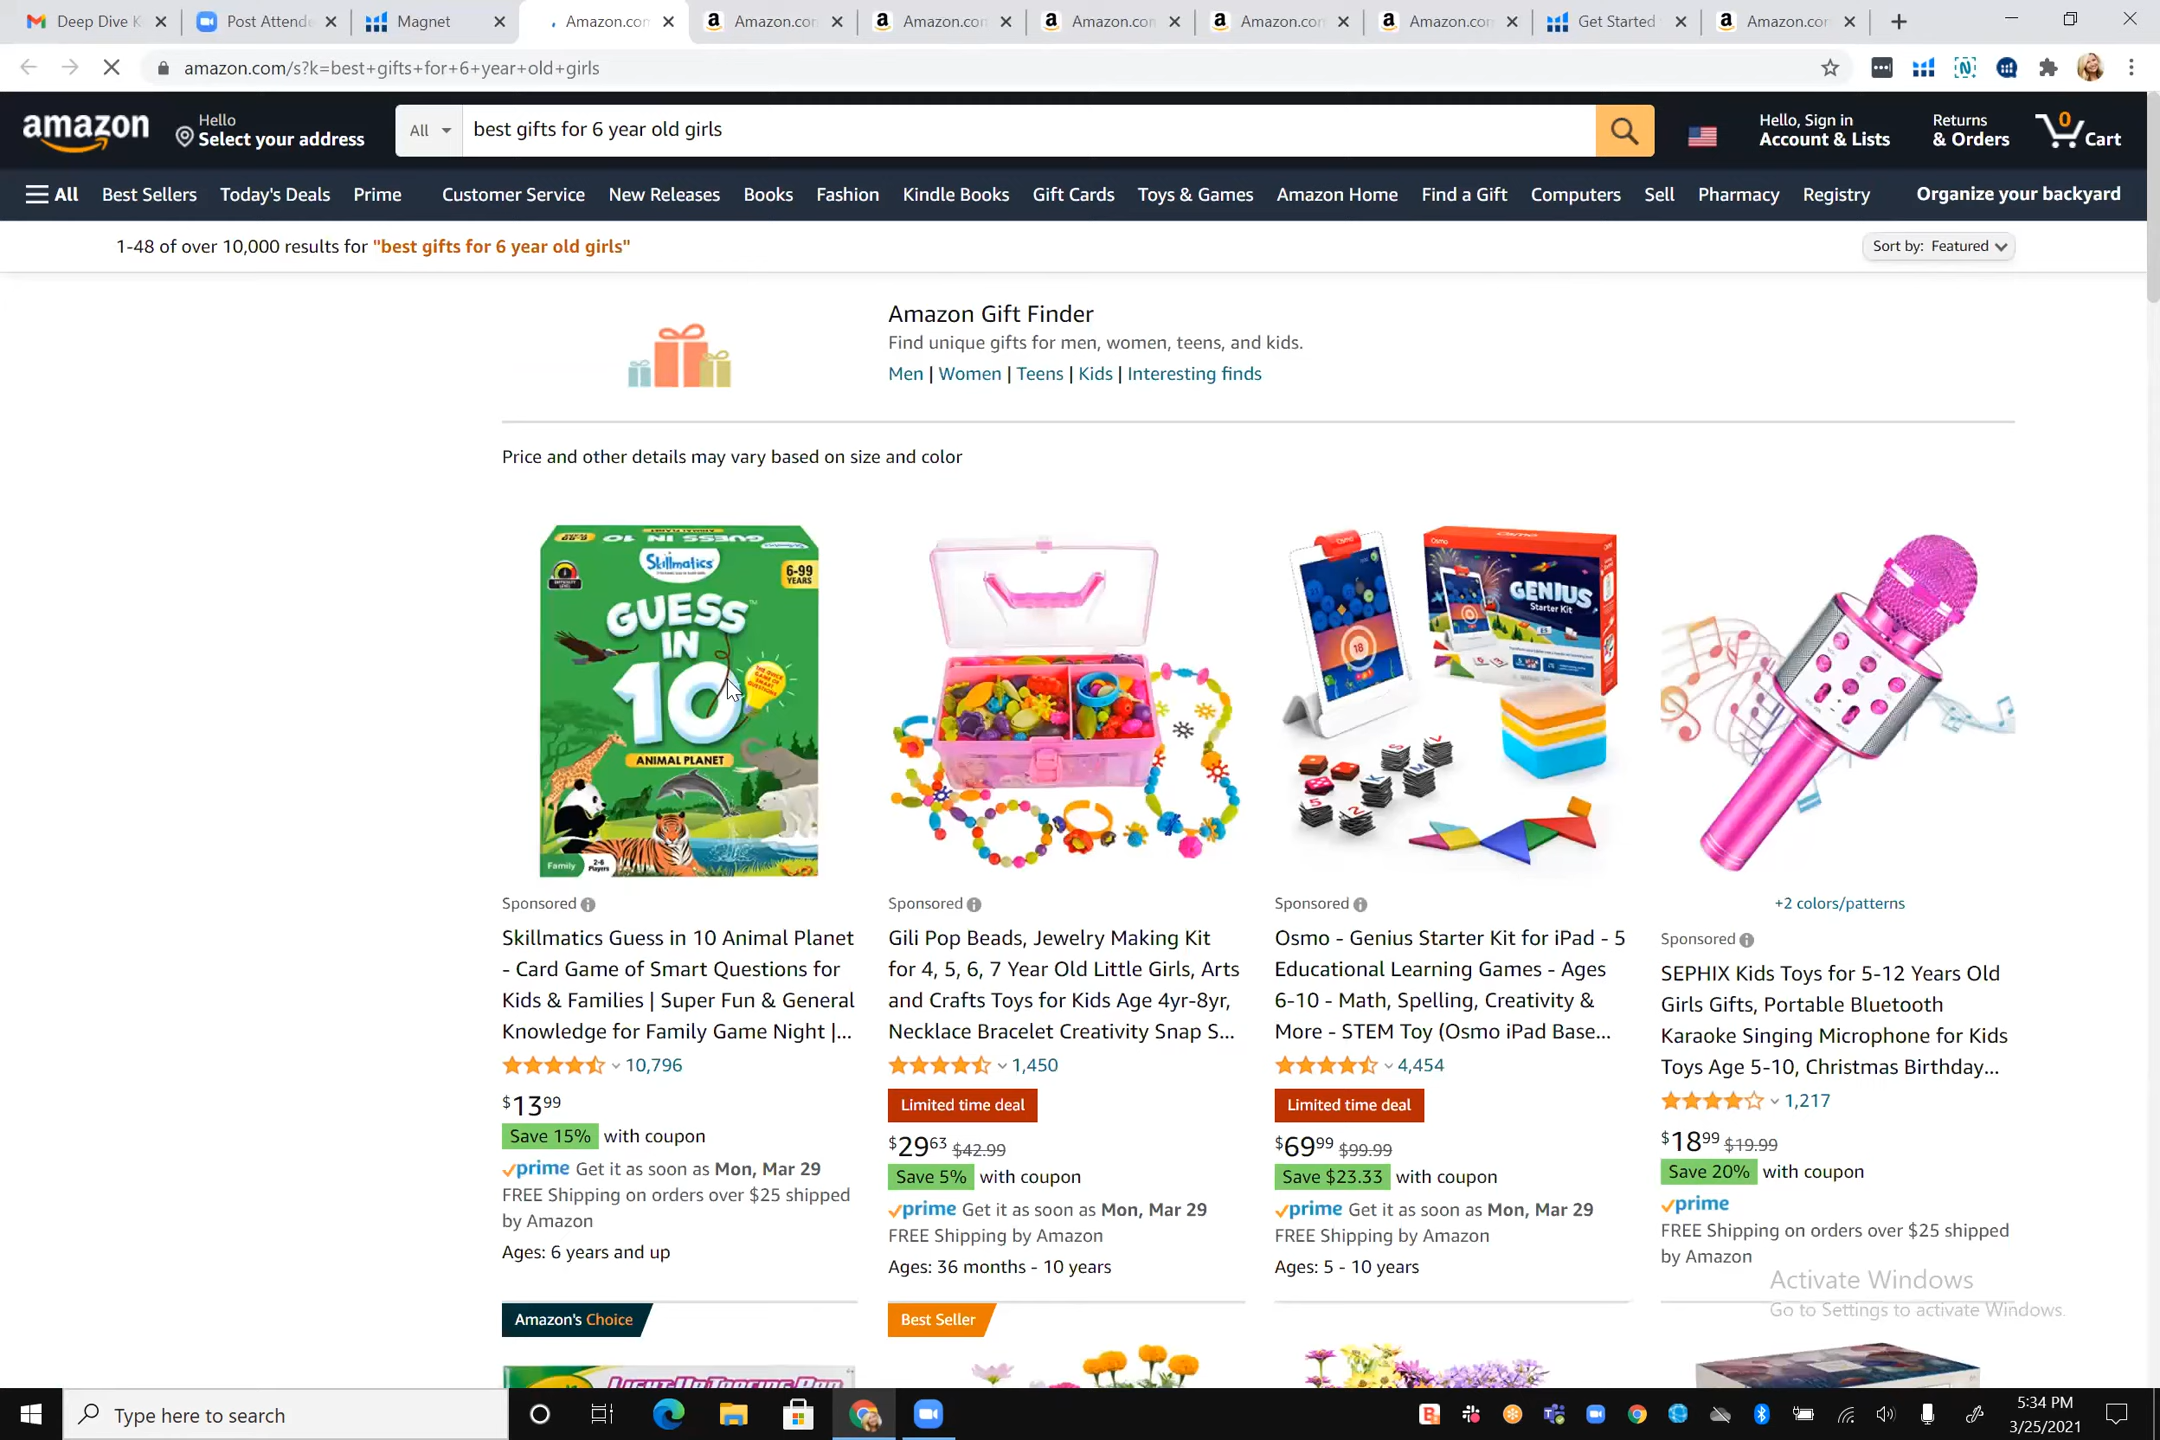 Deep Dive K
Post Attende
Magnet
Amazon.com
Amazon.com
Amazon.com
Amazon.com
Amazon.com
Amazon.com
Get Started
Amazon.com
amazon.com/s?k=best+gifts+for+6+year+old+girls
amazon
Hello
Select your address
All
best gifts for 6 year old girls
Hello, Sign in
Account & Lists
Returns
& Orders
0
Cart
All
Best Sellers
Today's Deals
Prime
Customer Service
New Releases
Books
Fashion
Kindle Books
Gift Cards
Toys & Games
Amazon Home
Find a Gift
Computers
Sell
Pharmacy
Registry
Organize your backyard
1-48 of over 10,000 results for "best gifts for 6 year old girls"
Sort by: Featured
Amazon Gift Finder
Find unique gifts for men, women, teens, and kids.
Men | Women | Teens | Kids | Interesting finds
Price and other details may vary based on size and color
GUESS IN 10
Skillmatics
6-99
YEARS
GUESS
IN
10
ANIMAL PLANET
Family
2-6
Players
Osmo
GENIUS
Starter Kit
18
Sponsored
Skillmatics Guess in 10 Animal Planet
- Card Game of Smart Questions for
Kids & Families | Super Fun & General
Knowledge for Family Game Night |...
10,796
$13.99
Save 15% with coupon
prime Get it as soon as Mon, Mar 29
FREE Shipping on orders over $25 shipped
by Amazon
Ages: 6 years and up
Sponsored
Gili Pop Beads, Jewelry Making Kit
for 4, 5, 6, 7 Year Old Little Girls, Arts
and Crafts Toys for Kids Age 4yr-8yr,
Necklace Bracelet Creativity Snap S...
1,450
Limited time deal
$29.63 $42.99
Save 5% with coupon
prime Get it as soon as Mon, Mar 29
FREE Shipping by Amazon
Ages: 36 months - 10 years
Sponsored
Osmo - Genius Starter Kit for iPad - 5
Educational Learning Games - Ages
6-10 - Math, Spelling, Creativity &
More - STEM Toy (Osmo iPad Base...
4,454
Limited time deal
$69.99 $99.99
Save $23.33 with coupon
prime Get it as soon as Mon, Mar 29
FREE Shipping by Amazon
Ages: 5 - 10 years
+2 colors/patterns
Sponsored
SEPHIX Kids Toys for 5-12 Years Old
Girls Gifts, Portable Bluetooth
Karaoke Singing Microphone for Kids
Toys Age 5-10, Christmas Birthday...
1,217
$18.99 $19.99
Save 20% with coupon
prime
FREE Shipping on orders over $25 shipped
by Amazon
Activate Windows
Go to Settings to activate Windows.
Amazon's Choice
Best Seller
Type here to search
5:34 PM
3/25/2021